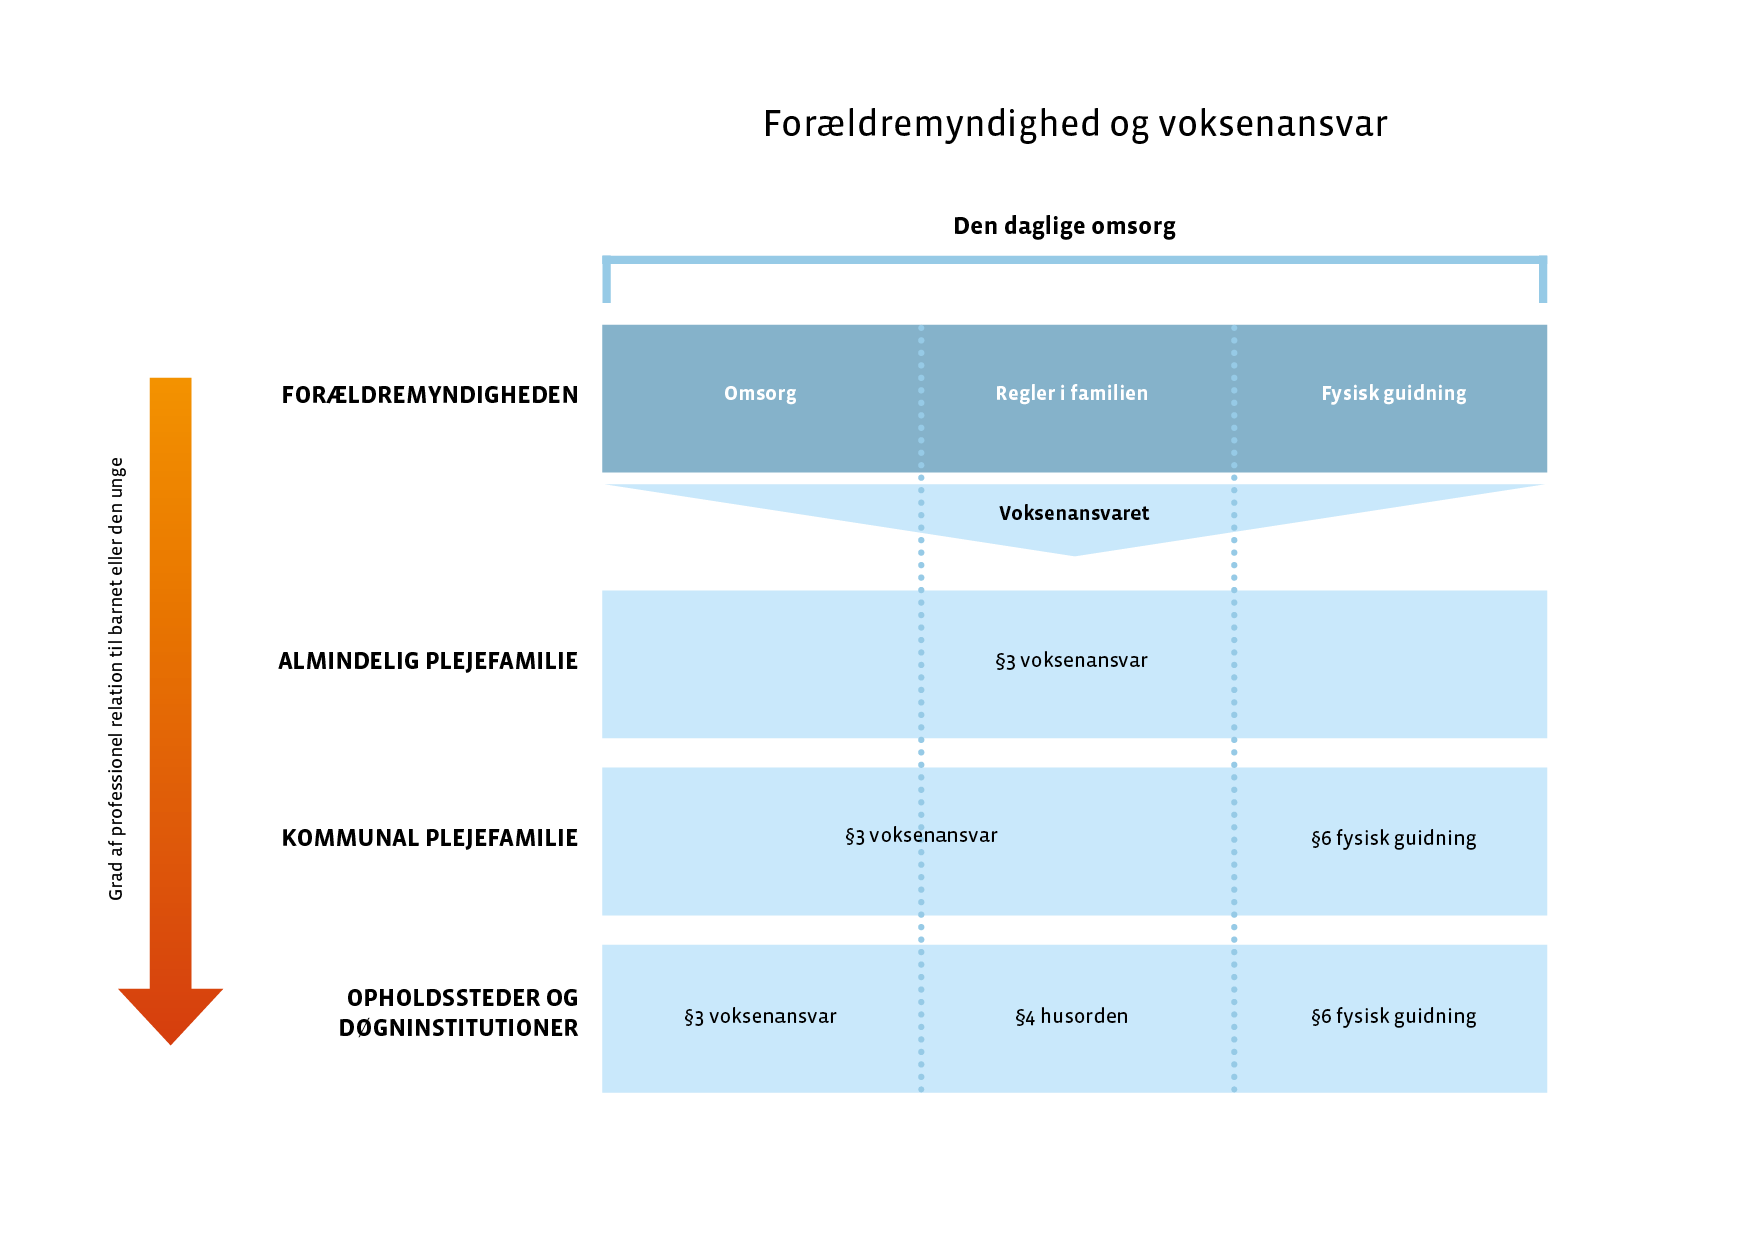 Forældremyndighed og voksenansvar
Den daglige omsorg
Grad af professionel relation til barnet eller den unge
FORÆLDREMYNDIGHEDEN
Omsorg
Regler i familien
Fysisk guidning
Voksenansvaret
ALMINDELIG PLEJEFAMILIE
§3 voksenansvar
KOMMUNAL PLEJEFAMILIE
§3 voksenansvar
§6 fysisk guidning
OPHOLDSSTEDER OG
DØGNINSTITUTIONER
§3 voksenansvar
§4 husorden
§6 fysisk guidning